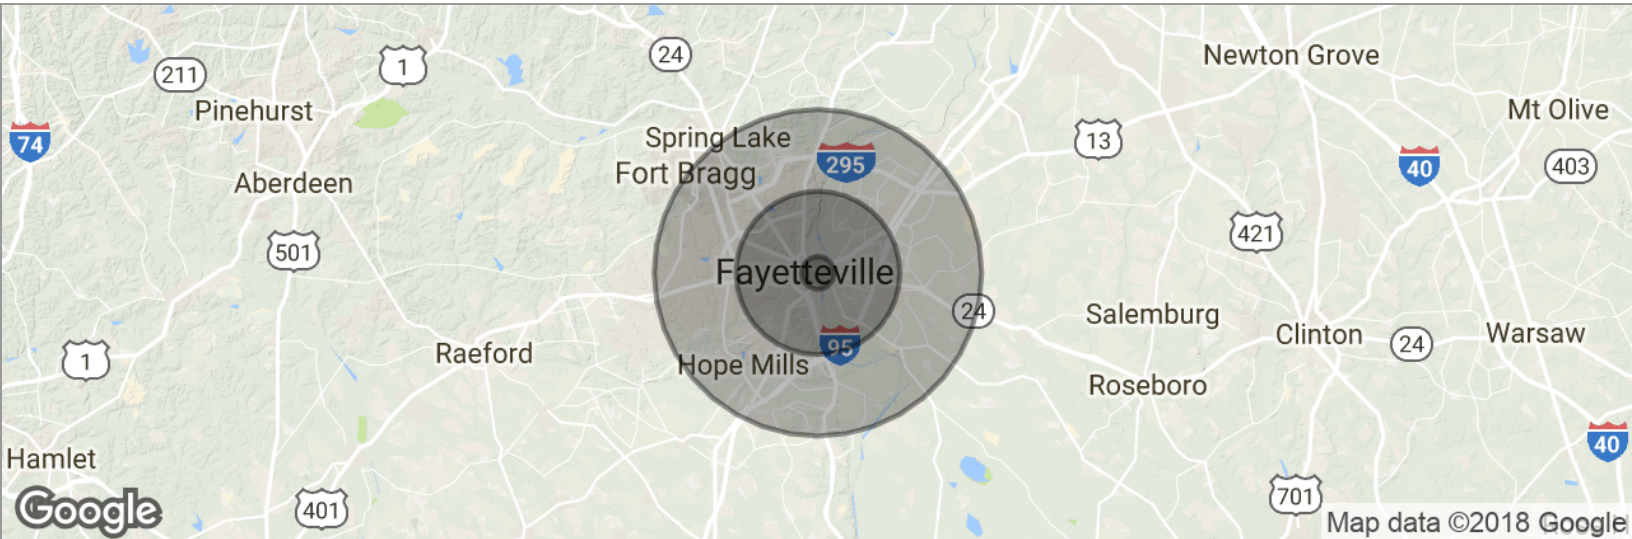 24
Newton Grove
1
211
Pinehurst
Mt Olive
Spring Lake
13
74
295
40
403
Fort Bragg
Aberdeen
421
501
Fayetteville
24
Salemburg
Clinton
24
Warsaw
95
Raeford
1
Hope Mills
Roseboro
40
Hamlet
701
Google
401
Map data ©2018 Google